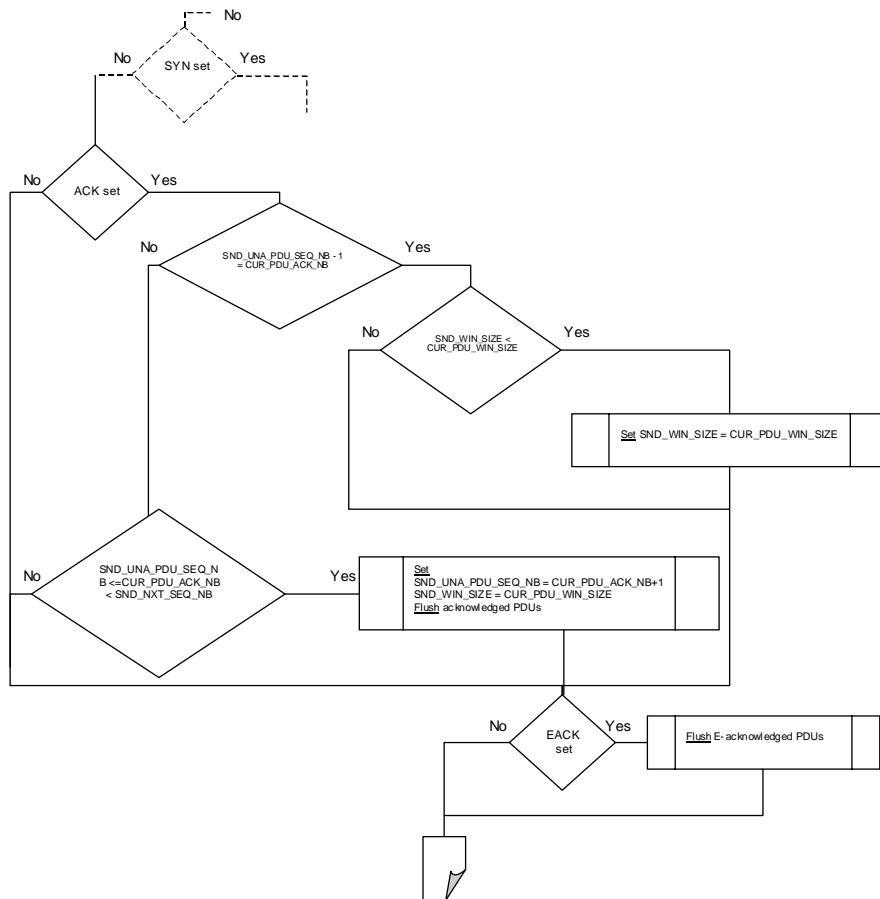 No
No
Yes
SYN set
No
Yes
ACK set
No
Yes
SND_UNA_PDU_SEQ_NB - 1
= CUR_PDU_ACK_NB
No
Yes
SND_WIN_SIZE <
CUR_PDU_WIN_SIZE
Set SND_WIN_SIZE = CUR_PDU_WIN_SIZE
No
Yes
SND_UNA_PDU_SEQ_N
B <=CUR_PDU_ACK_NB
< SND_NXT_SEQ_NB
Set
SND_UNA_PDU_SEQ_NB = CUR_PDU_ACK_NB+1
SND_WIN_SIZE = CUR_PDU_WIN_SIZE
Flush acknowledged PDUs
No
Yes
EACK
set
Flush E-acknowledged PDUs